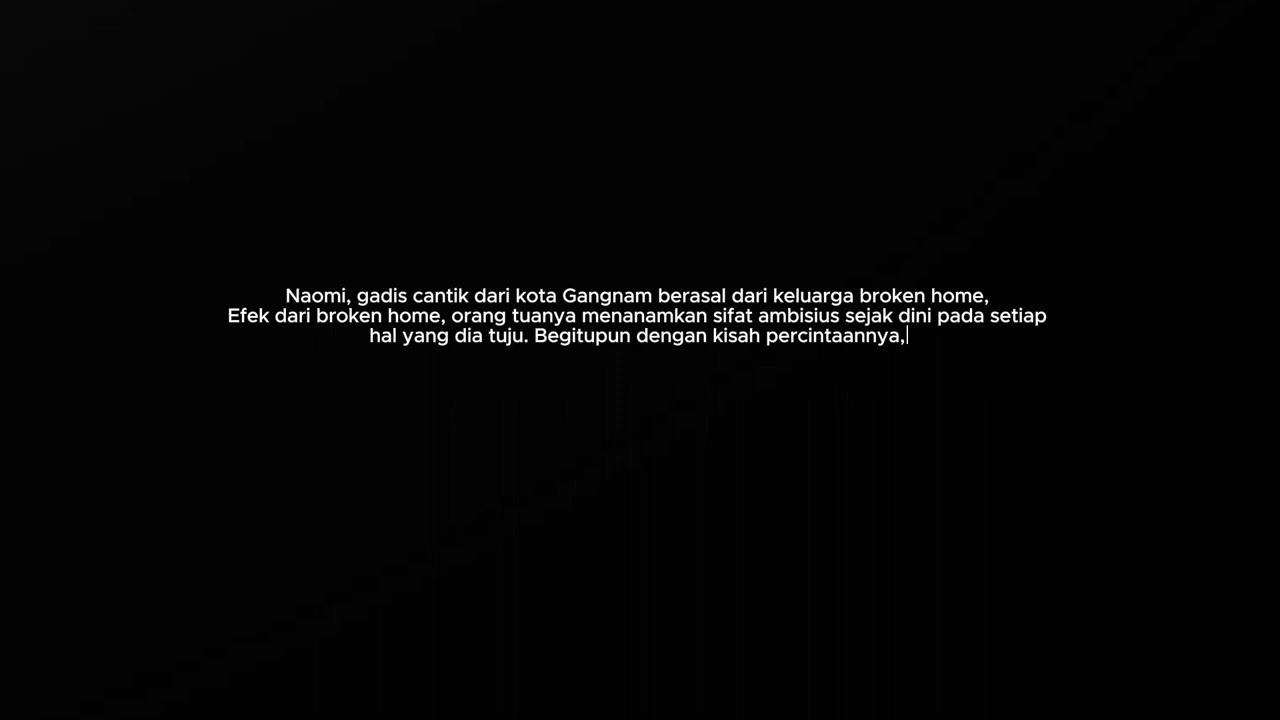 Naomi, gadis cantik dari kota Gangnam berasal dari keluarga broken home,
Efek dari broken home, orang tuanya menanamkan sifat ambisius sejak dini pada setiap
hal yang dia tuju. Begitupun dengan kisah percintaannya,